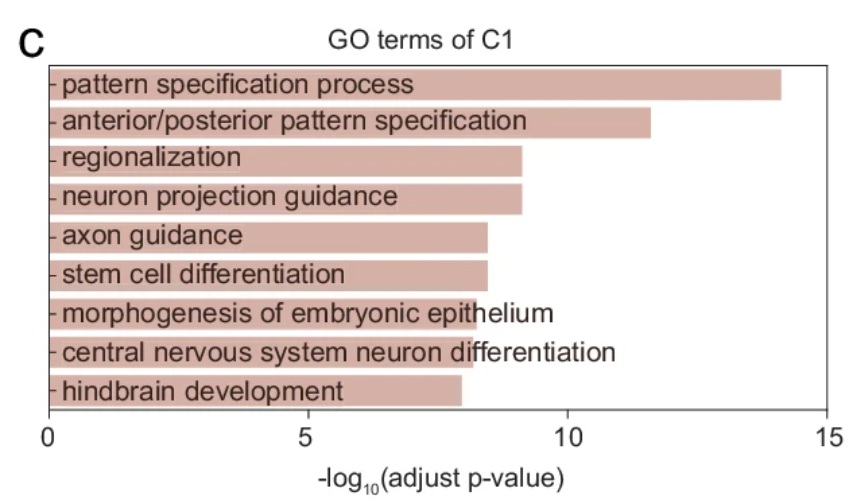 C
GO terms of C1
pattern specification process
anterior/posterior pattern specification
regionalization
neuron projection guidance
axon guidance
stem cell differentiation
morphogenesis of embryonic epithelium
central nervous system neuron differentiation
hindbrain development
0 5 10 15
-log10(adjust p-value)